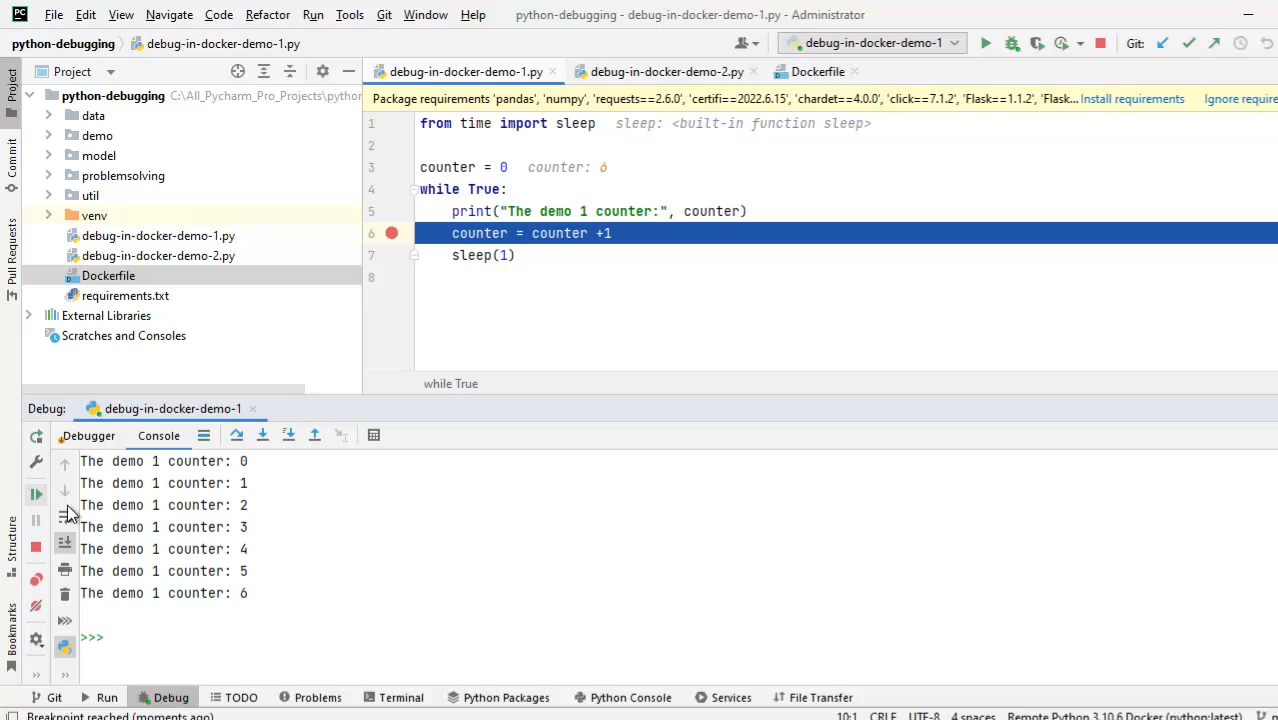 PC File Edit View Navigate Code Refactor Run Tools Git Window Help python-debugging - debug-in-docker-demo-1.py - Administrator
python-debugging debug-in-docker-demo-1.py debug-in-docker-demo-1 Git:
Project debug-in-docker-demo-1.py debug-in-docker-demo-2.py Dockerfile
python-debugging C:\All_Pycharm_Pro_Projects\python
Package requirements 'pandas', 'numpy', 'requests==2.6.0', 'certifi==2022.6.15', 'chardet==4.0.0', 'click==7.1.2', 'Flask==1.1.2', 'Flask... Install requirements Ignore require
data
demo
model
problemsolving
util
venv
debug-in-docker-demo-1.py
debug-in-docker-demo-2.py
Dockerfile
requirements.txt
External Libraries
Scratches and Consoles
1 from time import sleep sleep: <built-in function sleep>
2
3 counter = 0 counter: 6
4 while True:
5 print("The demo 1 counter:", counter)
6 counter = counter +1
7 sleep(1)
8
while True
Project
Commit
Pull Requests
Structure
Bookmarks
Debug: debug-in-docker-demo-1
Debugger Console
The demo 1 counter: 0
The demo 1 counter: 1
The demo 1 counter: 2
The demo 1 counter: 3
The demo 1 counter: 4
The demo 1 counter: 5
The demo 1 counter: 6
>>>
Git Run Debug TODO Problems Terminal Python Packages Python Console Services File Transfer
Breakpoint reached (moments ago) 10:1 CRLF UTF-8 4 spaces Remote Python 3.10.6 Docker (python:latest)